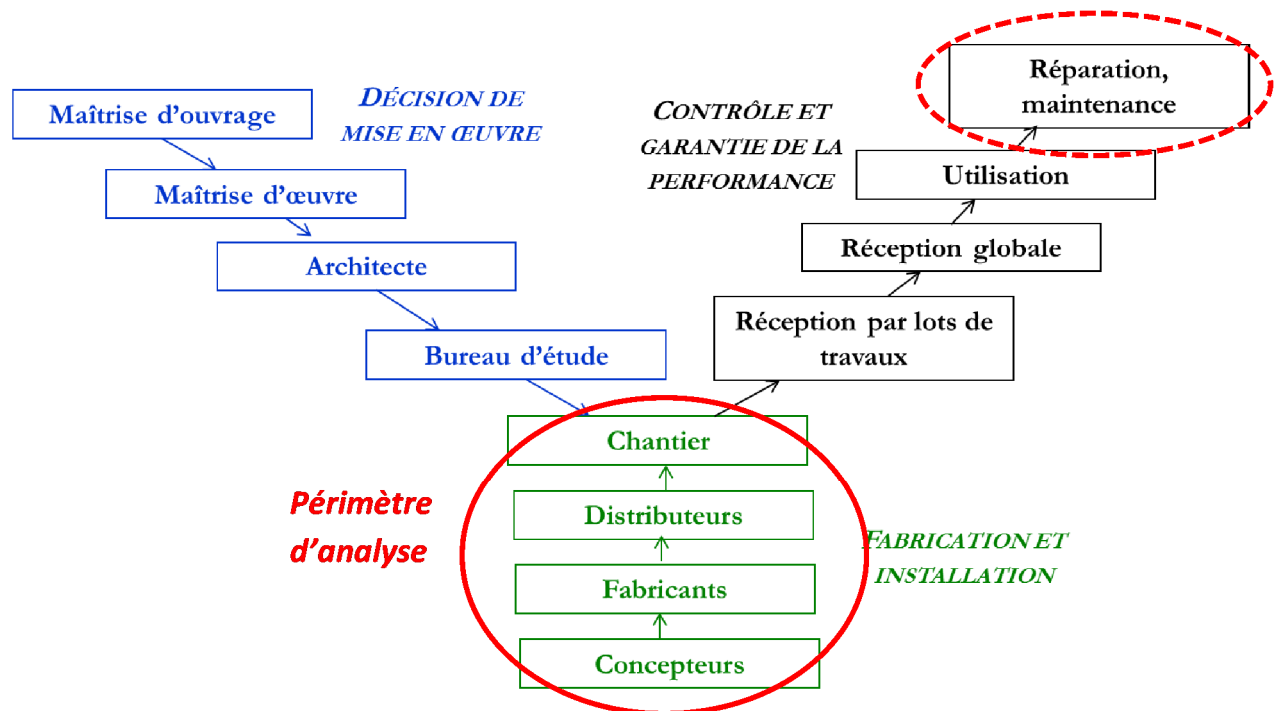 Maîtrise d'ouvrage
DÉCISION DE
MISE EN ŒUVRE
Maîtrise d'œuvre
Architecte
Bureau d'étude
CONTRÔLE ET
GARANTIE DE LA
PERFORMANCE
Réparation,
maintenance
Utilisation
Réception globale
Réception par lots de
travaux
Chantier
Distributeurs
Fabricants
Concepteurs
Périmètre
d'analyse
FABRICATION ET
INSTALLATION